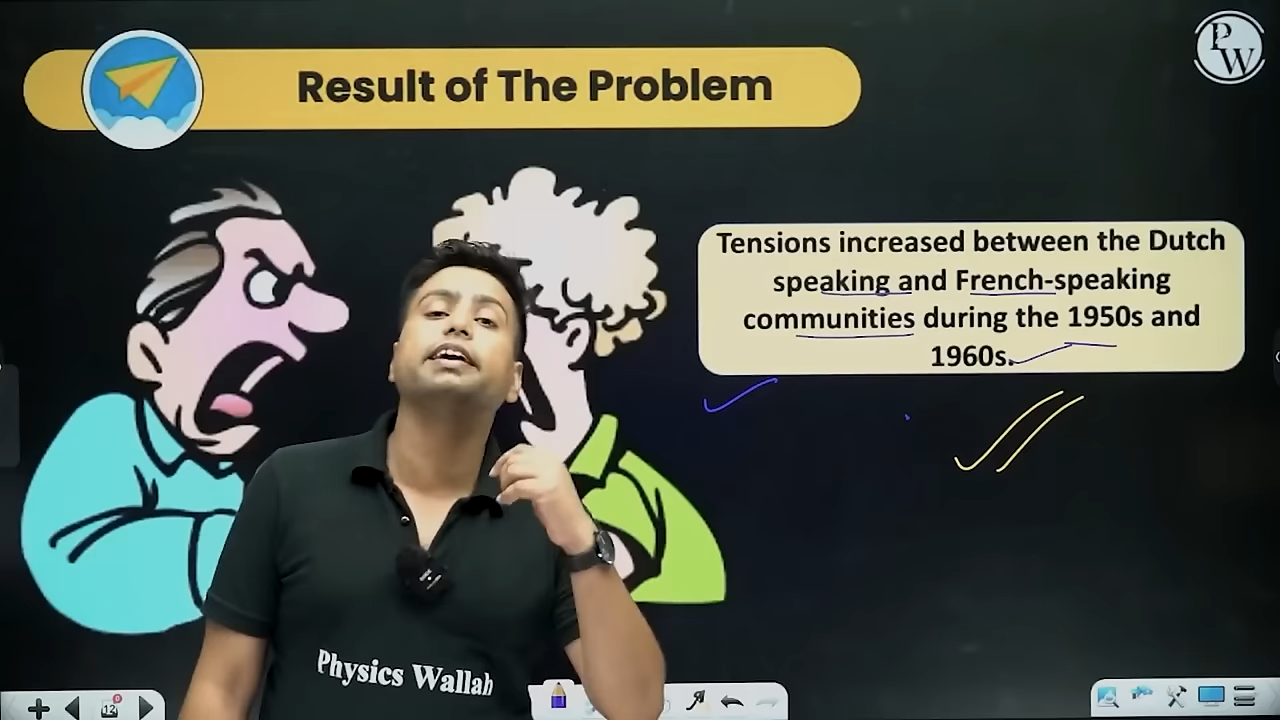 Result of The Problem
P
W
Tensions increased between the Dutch
speaking and French-speaking
communities during the 1950s and
1960s.
Physics Wallah
12